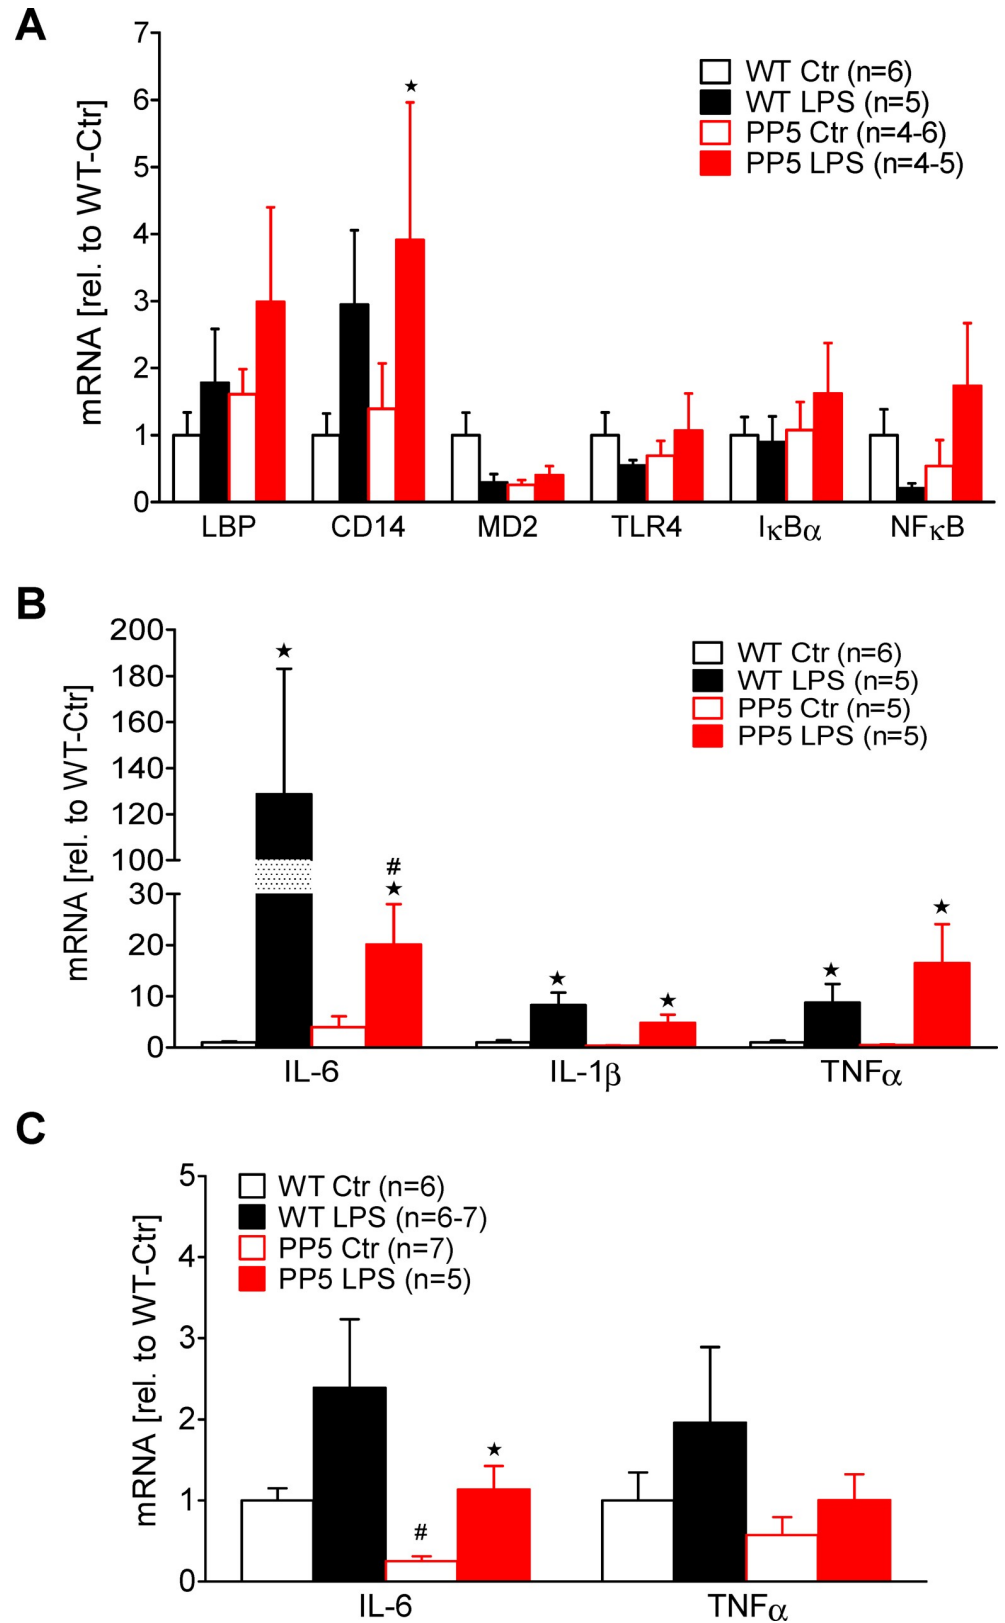 A
mRNA [rel. to WT-Ctr]
7
6
5
4
3
2
1
0
★
WT Ctr (n=6)
WT LPS (n=5)
PP5 Ctr (n=4-6)
PP5 LPS (n=4-5)
LBP CD14 MD2 TLR4 IκBα NFκB
B
mRNA [rel. to WT-Ctr]
200
180
160
140
120
100
30
20
10
0
★
#
★
★
★
★
★
WT Ctr (n=6)
WT LPS (n=5)
PP5 Ctr (n=5)
PP5 LPS (n=5)
IL-6 IL-1β TNFα
C
mRNA [rel. to WT-Ctr]
5
4
3
2
1
0
WT Ctr (n=6)
WT LPS (n=6-7)
PP5 Ctr (n=7)
PP5 LPS (n=5)
#
★
IL-6 TNFα